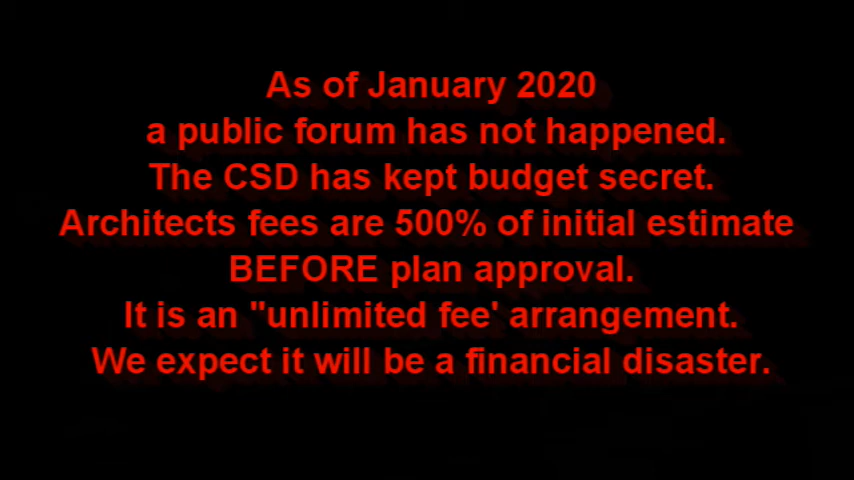 As of January 2020
a public forum has not happened.
The CSD has kept budget secret.
Architects fees are 500% of initial estimate
BEFORE plan approval.
It is an "unlimited fee' arrangement.
We expect it will be a financial disaster.